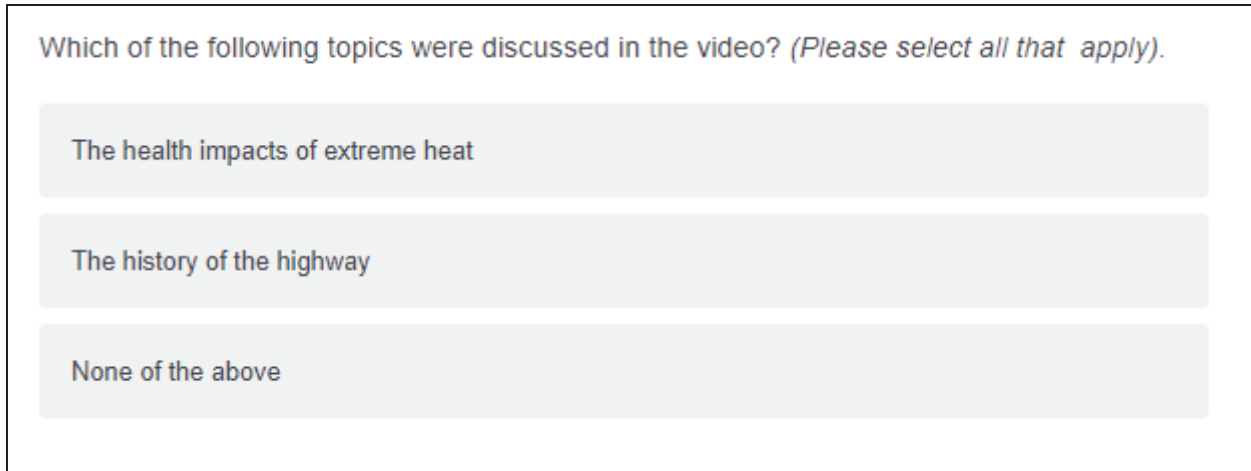 Which of the following topics were discussed in the video? (Please select all that apply).
The health impacts of extreme heat
The history of the highway
None of the above